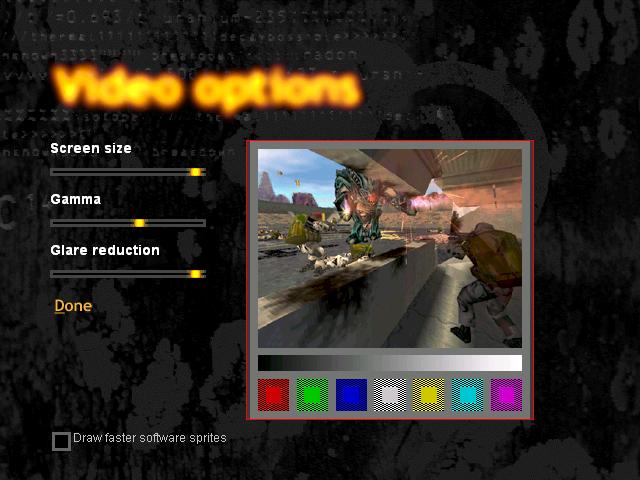 Video options
Screen size
Gamma
Glare reduction
Done
Draw faster software sprites